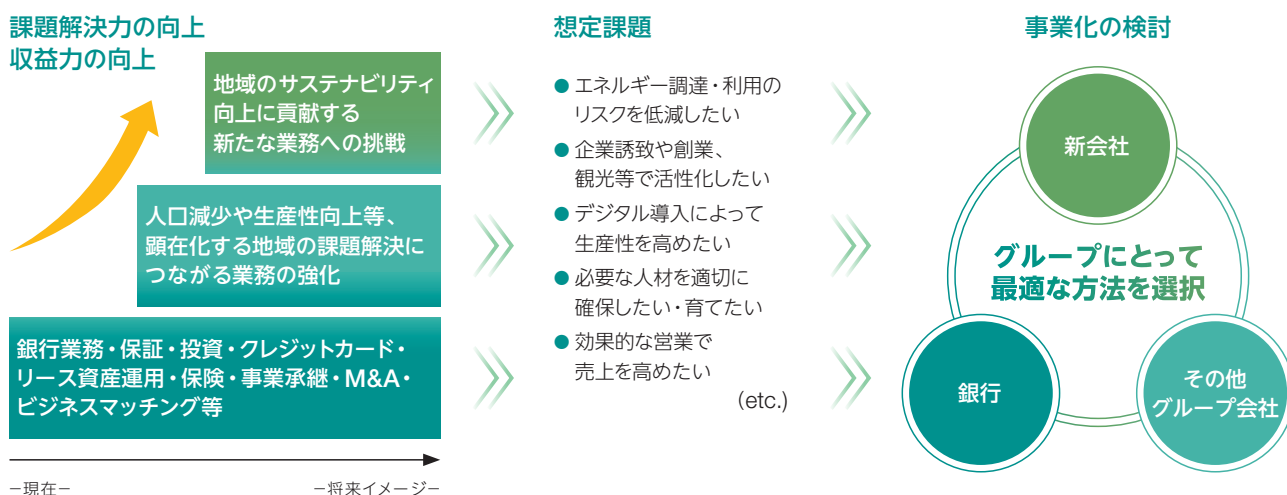 課題解決力の向上
収益力の向上
地域のサステナビリティ
向上に貢献する
新たな業務への挑戦
人口減少や生産性向上等、
顕在化する地域の課題解決に
つながる業務の強化
銀行業務・保証・投資・クレジットカード・
リース資産運用・保険・事業承継・M&A・
ビジネスマッチング等
−現在−
−将来イメージ−
想定課題
● エネルギー調達・利用の
リスクを低減したい
● 企業誘致や創業、
観光等で活性化したい
● デジタル導入によって
生産性を高めたい
● 必要な人材を適切に
確保したい・育てたい
● 効果的な営業で
売上を高めたい
(etc.)
事業化の検討
新会社
グループにとって
最適な方法を選択
銀行
その他
グループ会社